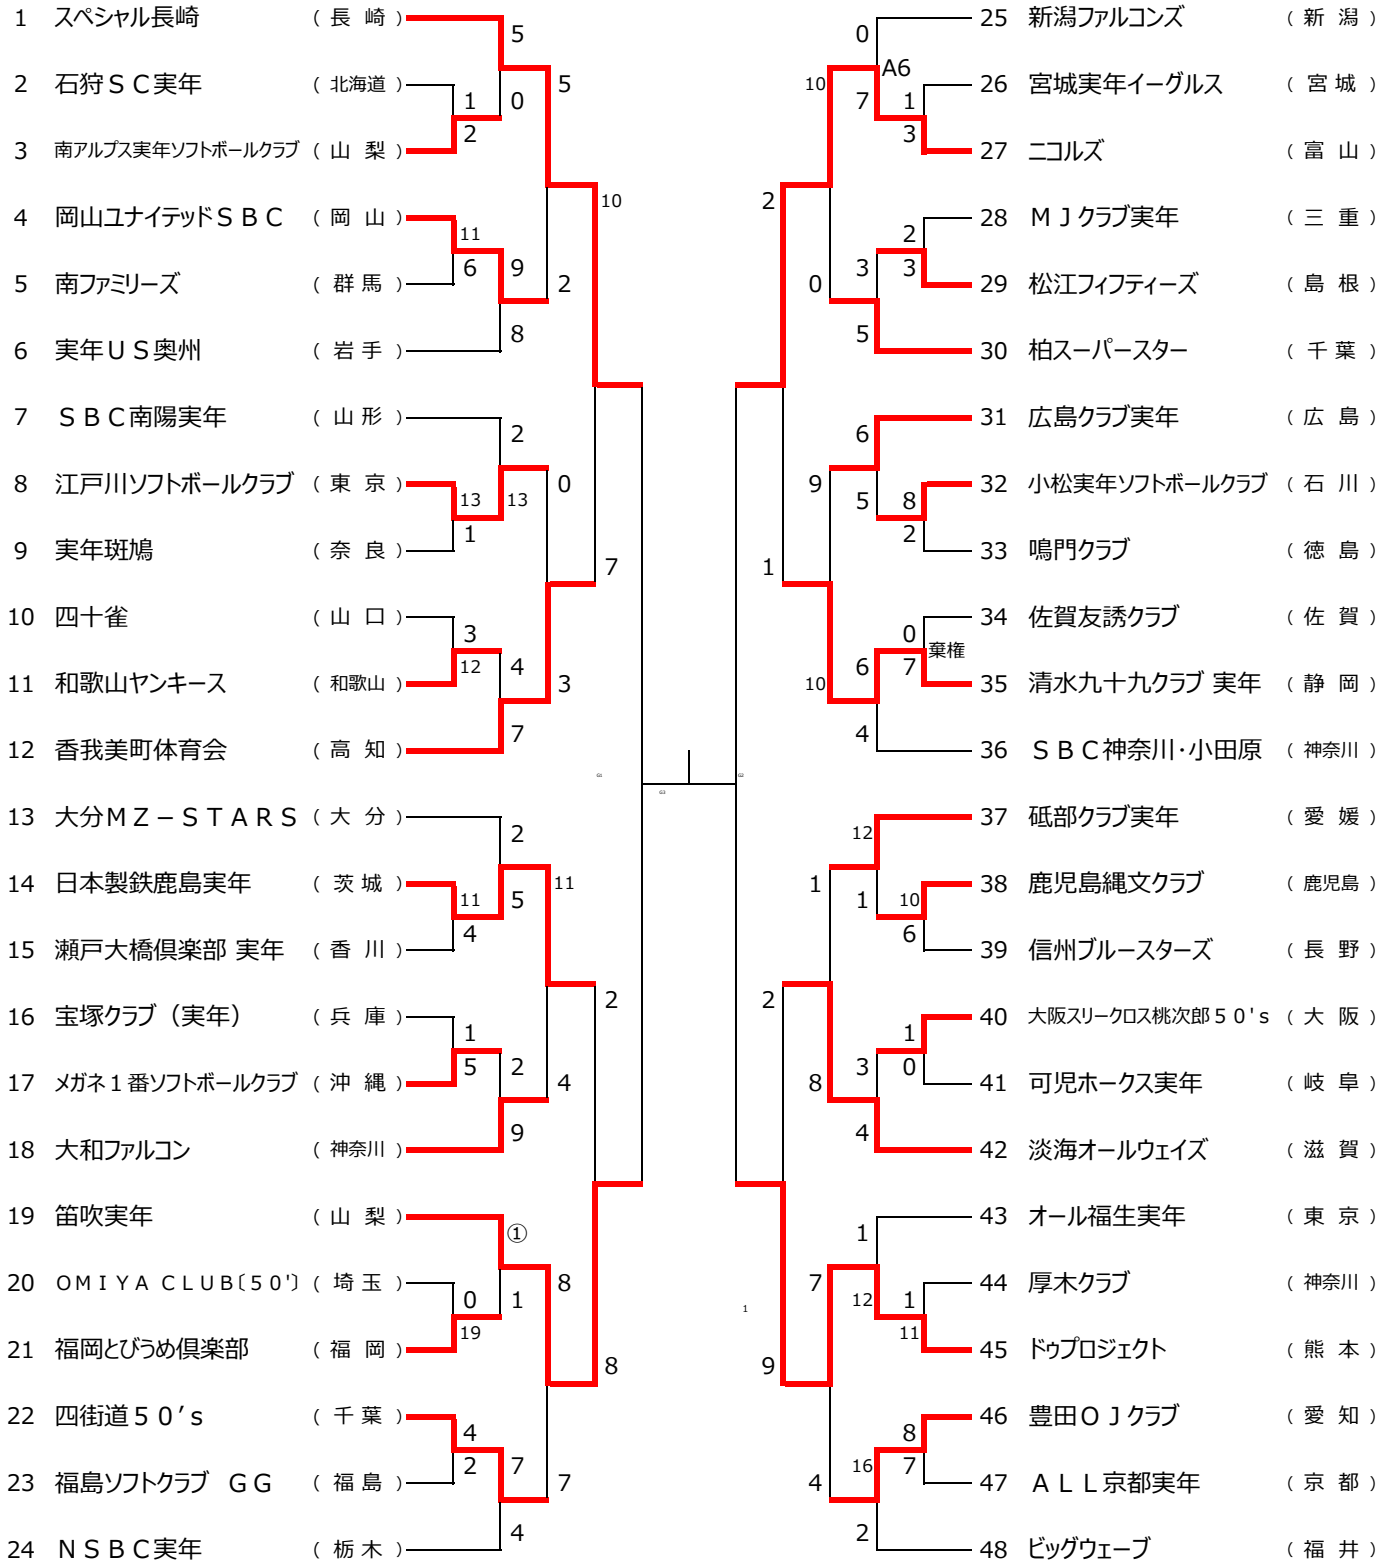 1 スペシャル長崎 （ 長 崎 ）
5
2 石狩ＳＣ実年 （ 北海道 ）
1
0
5
2
3 南アルプス実年ソフトボールクラブ （ 山 梨 ）
10
4 岡山ユナイテッドＳＢＣ （ 岡 山 ）
11
6
9
2
5 南ファミリーズ （ 群 馬 ）
8
6 実年ＵＳ奥州 （ 岩 手 ）
7 ＳＢＣ南陽実年 （ 山 形 ）
2
8 江戸川ソフトボールクラブ （ 東 京 ）
13
13
0
1
9 実年斑鳩 （ 奈 良 ）
7
10 四十雀 （ 山 口 ）
3
12
4
3
11 和歌山ヤンキース （ 和歌山 ）
7
12 香我美町体育会 （ 高 知 ）
G1
G3
G2
13 大分ＭＺ－ＳＴＡＲＳ （ 大 分 ）
2
14 日本製鉄鹿島実年 （ 茨 城 ）
11
5
11
4
15 瀬戸大橋倶楽部 実年 （ 香 川 ）
2
16 宝塚クラブ（実年） （ 兵 庫 ）
1
5
2
4
17 メガネ１番ソフトボールクラブ （ 沖 縄 ）
9
18 大和ファルコン （ 神奈川 ）
19 笛吹実年 （ 山 梨 ）
①
20 ＯＭＩＹＡ ＣＬＵＢ〔５０'〕 （ 埼 玉 ）
0
1
8
19
21 福岡とびうめ倶楽部 （ 福 岡 ）
8
22 四街道５０’ｓ （ 千 葉 ）
4
2
7
7
23 福島ソフトクラブ ＧＧ （ 福 島 ）
4
24 ＮＳＢＣ実年 （ 栃 木 ）
25 新潟ファルコンズ （ 新 潟 ）
0
A6
10
7
1
26 宮城実年イーグルス （ 宮 城 ）
3
27 ニコルズ （ 富 山 ）
2
28 ＭＪクラブ実年 （ 三 重 ）
2
0
3
3
29 松江フィフティーズ （ 島 根 ）
5
30 柏スーパースター （ 千 葉 ）
31 広島クラブ実年 （ 広 島 ）
6
9
5
8
32 小松実年ソフトボールクラブ （ 石 川 ）
2
33 鳴門クラブ （ 徳 島 ）
1
34 佐賀友誘クラブ （ 佐 賀 ）
0
棄権
10
6
7
35 清水九十九クラブ 実年 （ 静 岡 ）
4
36 ＳＢＣ神奈川・小田原 （ 神奈川 ）
37 砥部クラブ実年 （ 愛 媛 ）
12
1
1
10
38 鹿児島縄文クラブ （ 鹿児島 ）
6
39 信州ブルースターズ （ 長 野 ）
2
40 大阪スリークロス桃次郎５０'ｓ （ 大 阪 ）
1
8
3
0
41 可児ホークス実年 （ 岐 阜 ）
4
42 淡海オールウェイズ （ 滋 賀 ）
43 オール福生実年 （ 東 京 ）
1
7
12
1
44 厚木クラブ （ 神奈川 ）
1
11
45 ドゥプロジェクト （ 熊 本 ）
9
46 豊田ＯＪクラブ （ 愛 知 ）
8
4
16
7
47 ＡＬＬ京都実年 （ 京 都 ）
2
48 ビッグウェーブ （ 福 井 ）